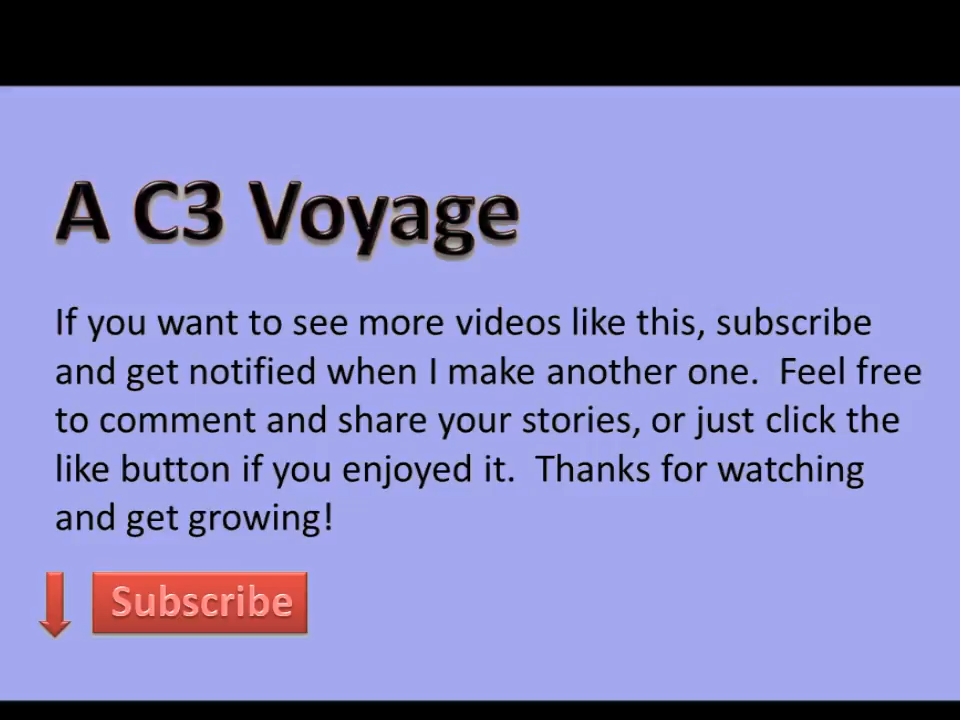 A C3 Voyage
If you want to see more videos like this, subscribe
and get notified when I make another one.  Feel free
to comment and share your stories, or just click the
like button if you enjoyed it.  Thanks for watching
and get growing!
Subscribe